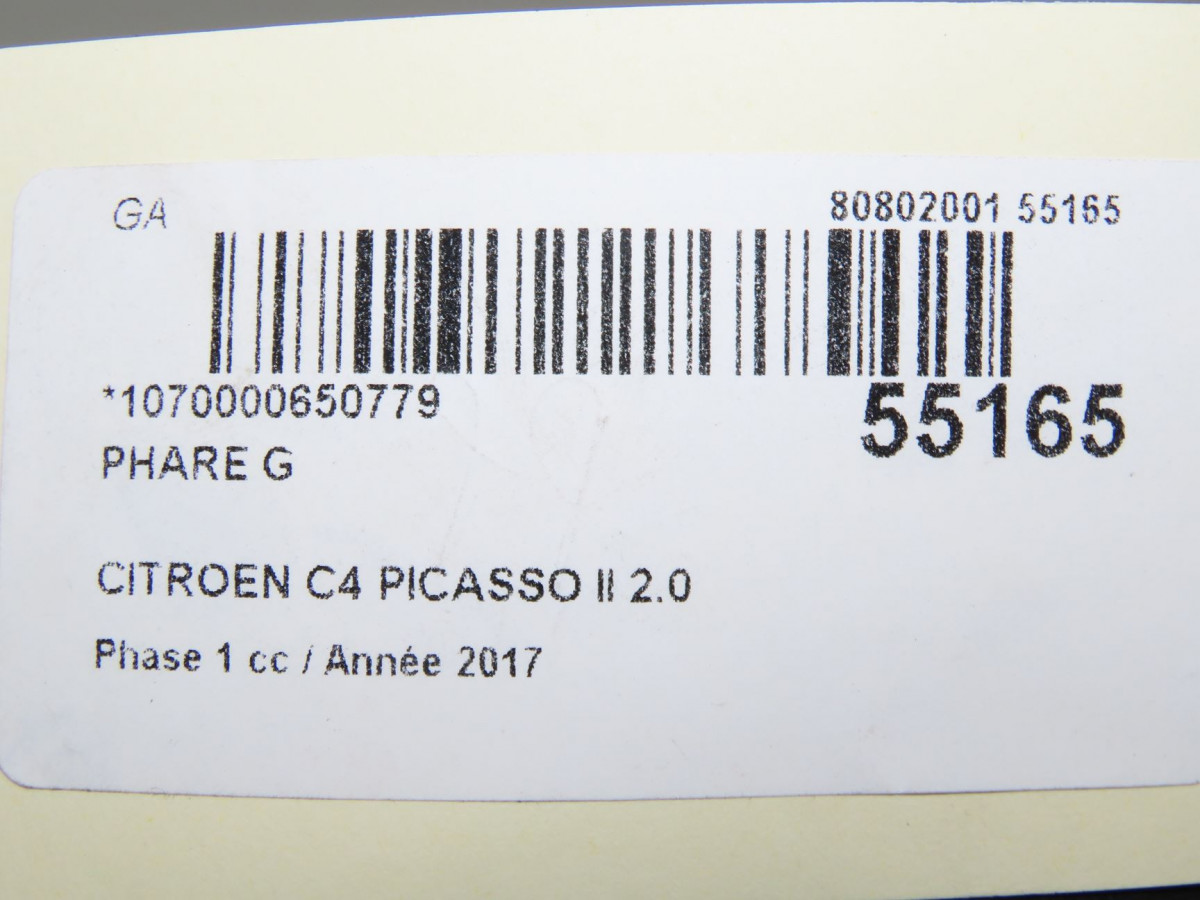 GA
80802001 55165
*1070000650779
55165
PHARE G
CITROEN C4 PICASSO II 2.0
Phase 1 cc / Année 2017